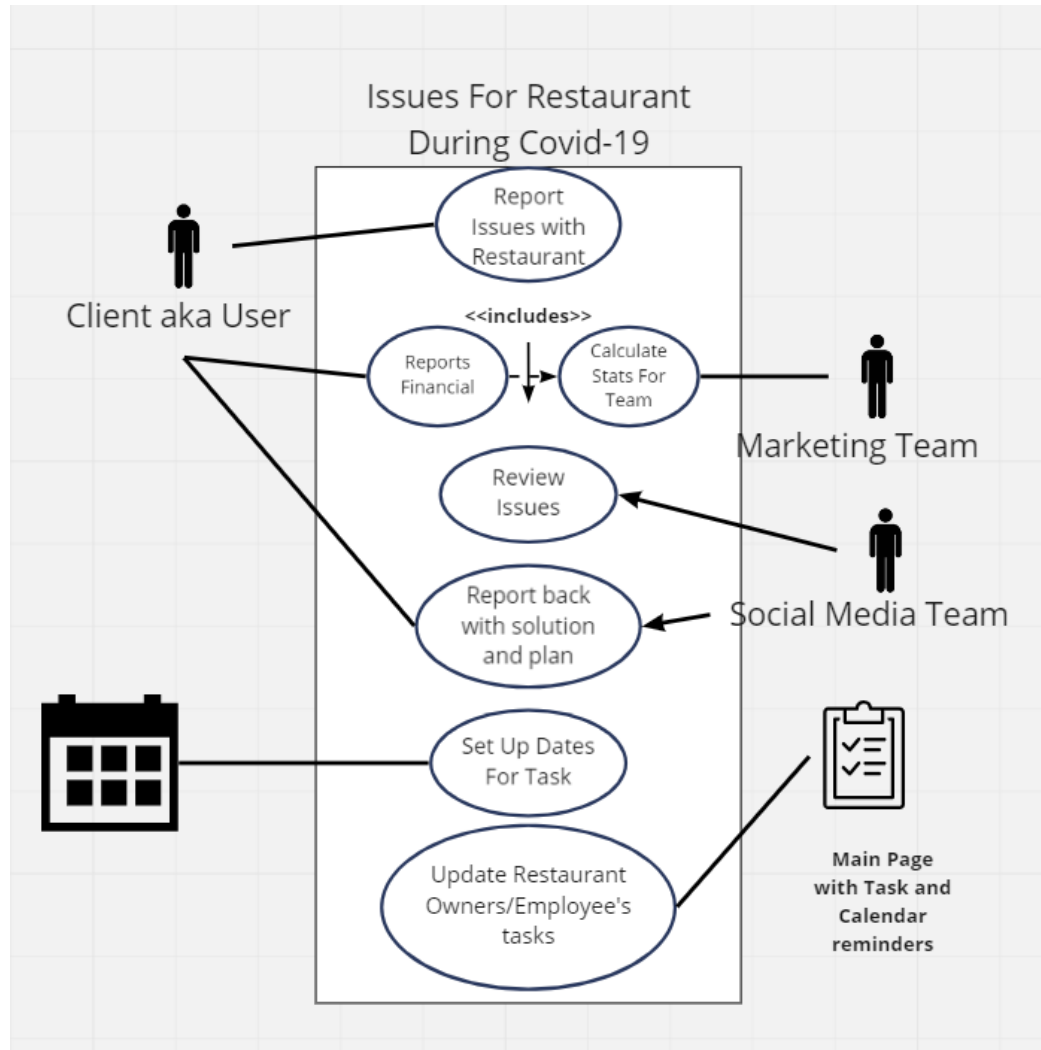 Issues For Restaurant
During Covid-19
Report
Issues with
Restaurant
Client aka User
<<includes>>
Reports
Financial
Calculate
Stats For
Team
Marketing Team
Review
Issues
Report back
with solution
and plan
Social Media Team
Set Up Dates
For Task
Update Restaurant
Owners/Employee's
tasks
Main Page
with Task and
Calendar
reminders